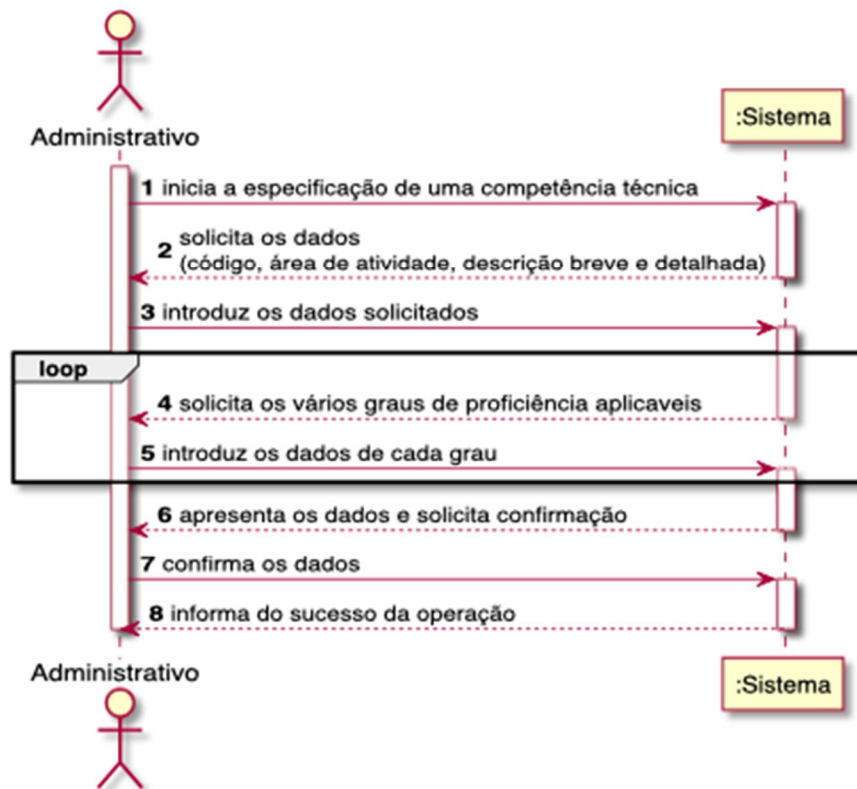 Administrativo
:Sistema
1 inicia a especificação de uma competência técnica
2 solicita os dados
(código, área de atividade, descrição breve e detalhada)
3 introduz os dados solicitados
loop
4 solicita os vários graus de proficiência aplicaveis
5 introduz os dados de cada grau
6 apresenta os dados e solicita confirmação
7 confirma os dados
8 informa do sucesso da operação
Administrativo
:Sistema